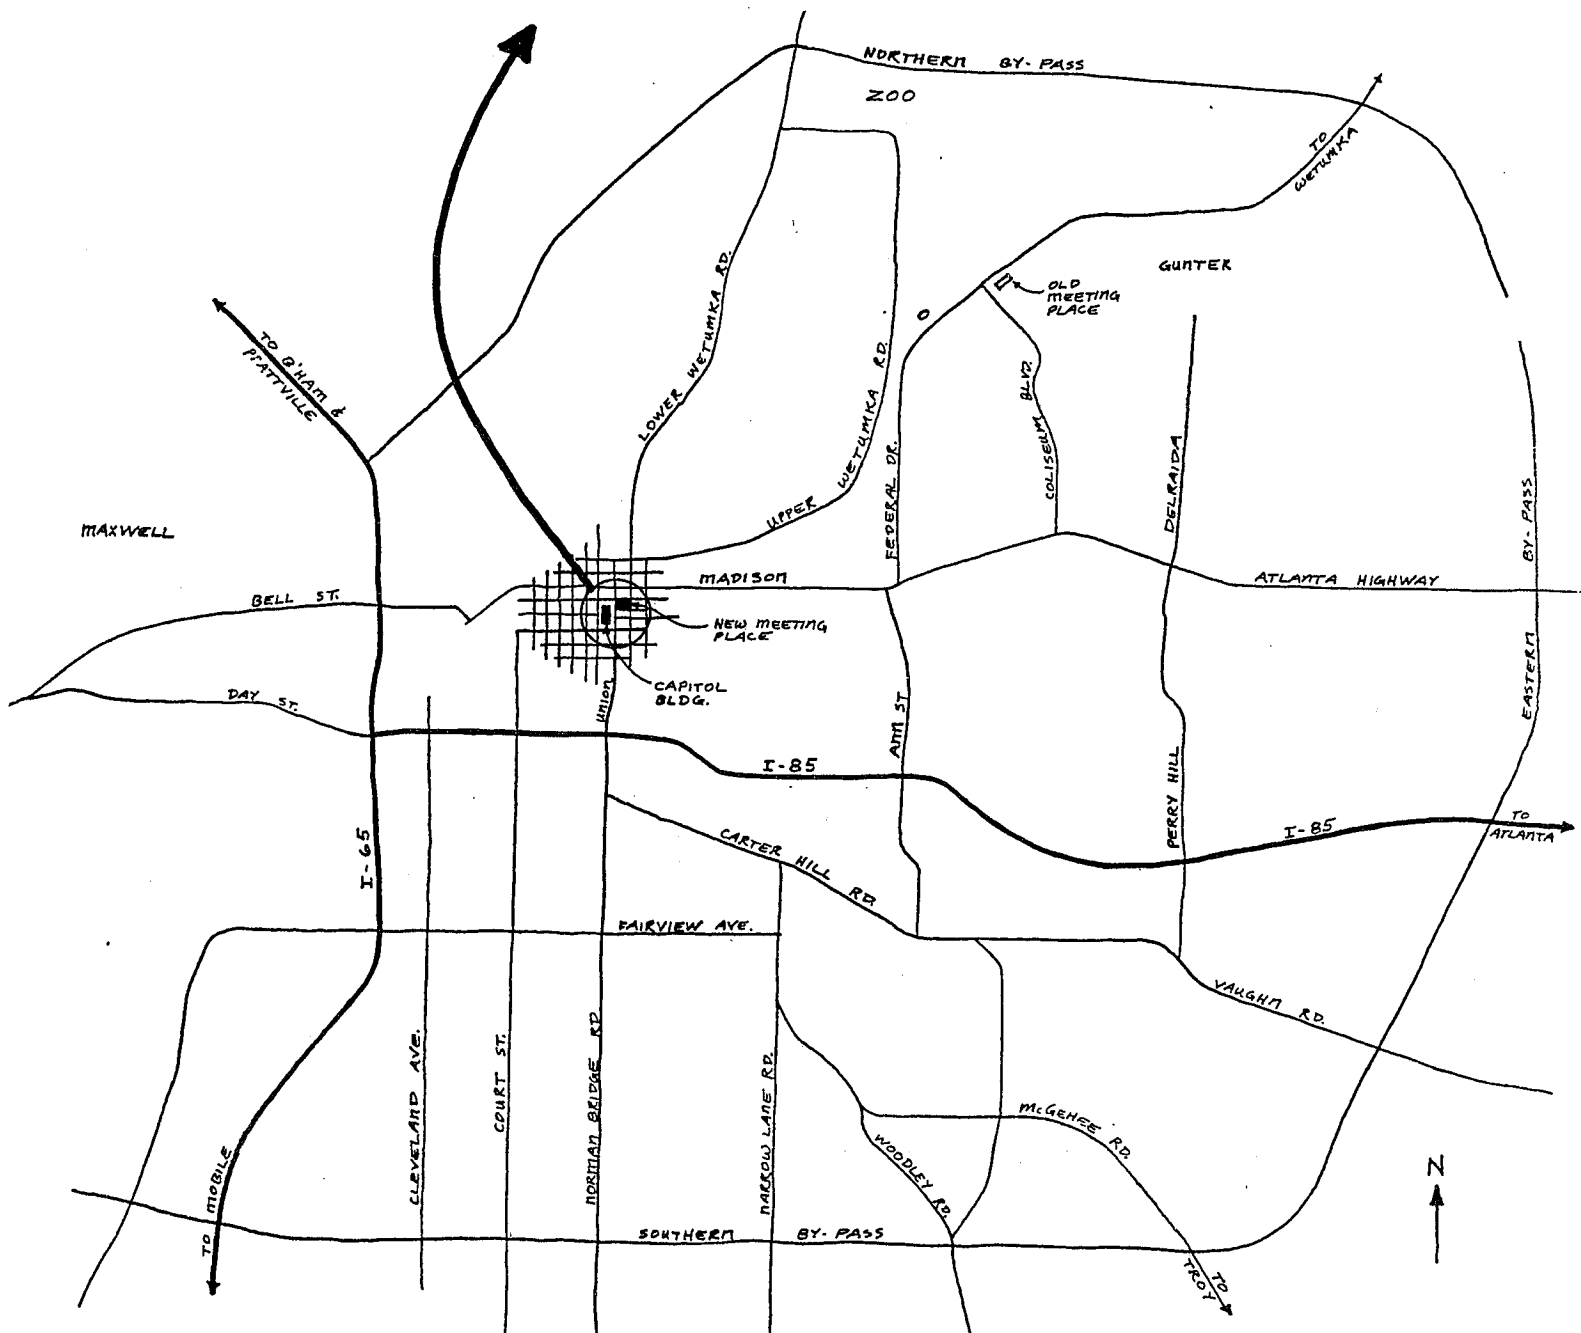 NORTHERN BY-PASS
ZOO
TO
WETUMKA
GUNTER
OLD
MEETING
PLACE
LOWER WETUMKA RD.
TO B'HAM &
PRATTVILLE
UPPER WETUMKA RD.
FEDERAL DR.
COLISEUM BLVD.
DELRAIDA
EASTERN BY-PASS
MAXWELL
MADISON
ATLANTA HIGHWAY
BELL ST.
NEW MEETING
PLACE
CAPITOL
BLDG.
DAY ST.
UNION
ANN ST
I-85
PERRY HILL
I-85
TO
ATLANTA
I-65
CARTER HILL RD.
FAIRVIEW AVE.
VAUGHN RD.
CLEVELAND AVE.
COURT ST.
NORMAN BRIDGE RD.
NARROW LANE RD.
McGEHEE RD.
WOODLEY RD.
N
TO MOBILE
SOUTHERN BY-PASS
TO
TROY